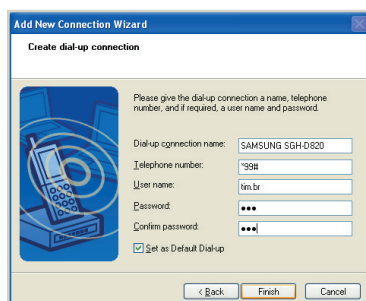 Add New Connection Wizard
Create dial-up connection
Please give the dial-up connection a name, telephone
number, and if required, a user name and password.
Dial-up connection name: SAMSUNG SGH-D820
Telephone number: *99#
User name: tim.br
Password: •••
Confirm password: •••
Set as Default Dial-up
< Back Finish Cancel